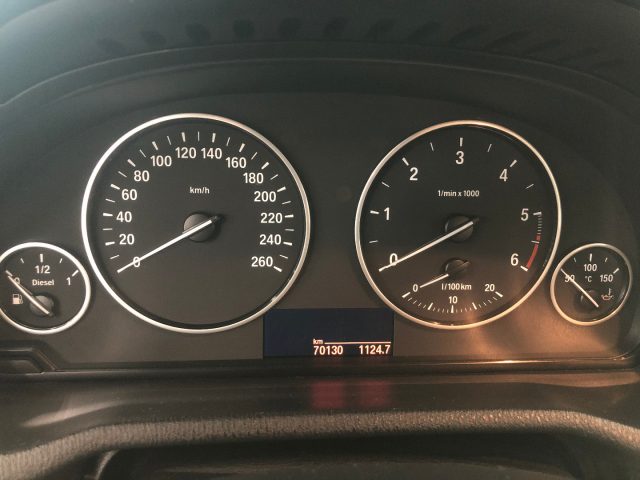 0 1/2 1
Diesel
0 20 40 60 80 100 120 140 160 180 200 220 240 260
km/h
0 1 2 3 4 5 6
1/min x 1000
0 10 20
l/100km
50 100 150
°C
km
70130 1124.7